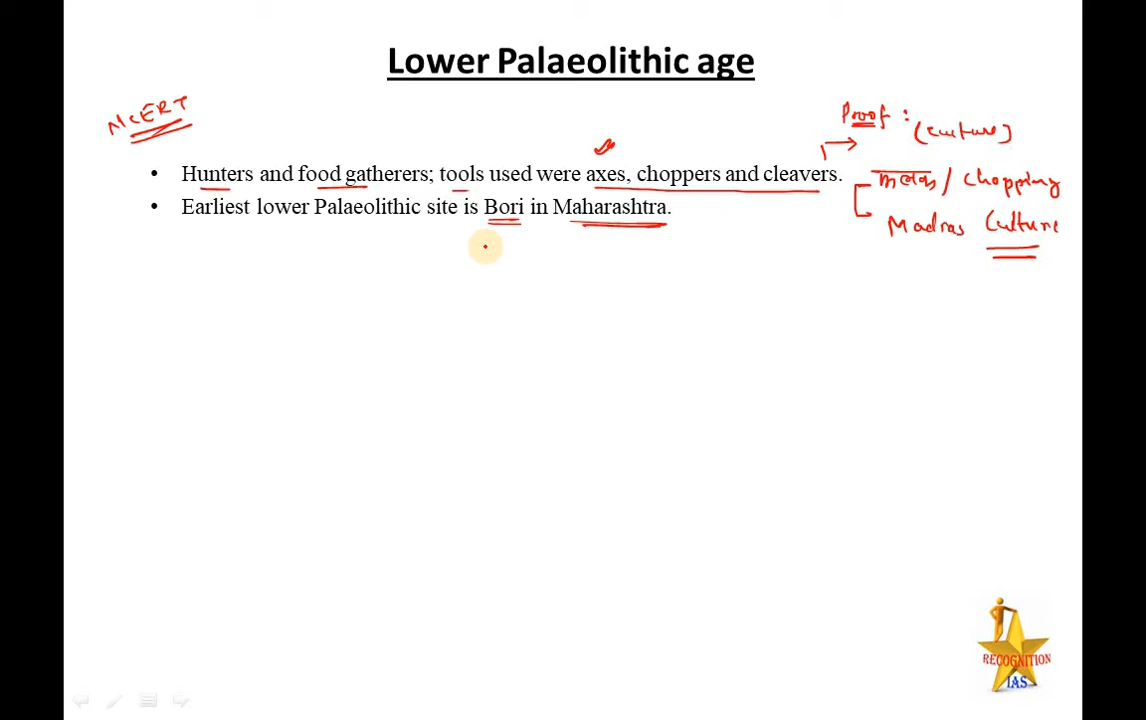 Lower Palaeolithic age
NCERT
Proof :
(culture)
• Hunters and food gatherers; tools used were axes, choppers and cleavers.
/ Chopping
• Earliest lower Palaeolithic site is Bori in Maharashtra.
Madras Culture
RECOGNITION
IAS